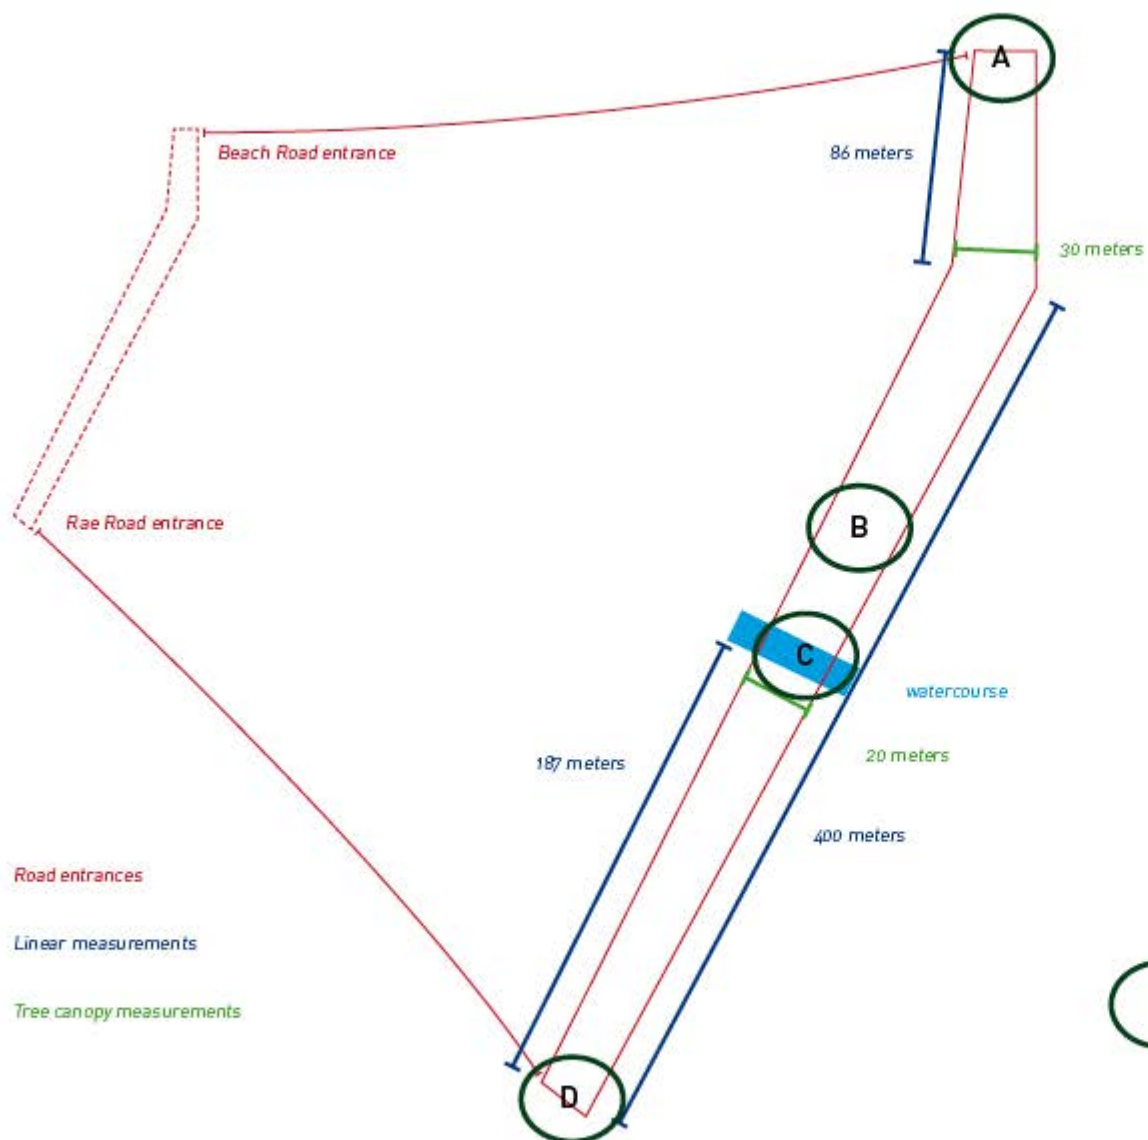 A
Beach Road entrance
86 meters
30 meters
Rae Road entrance
B
C
watercourse
187 meters
20 meters
400 meters
Road entrances
Linear measurements
Tree canopy measurements
D